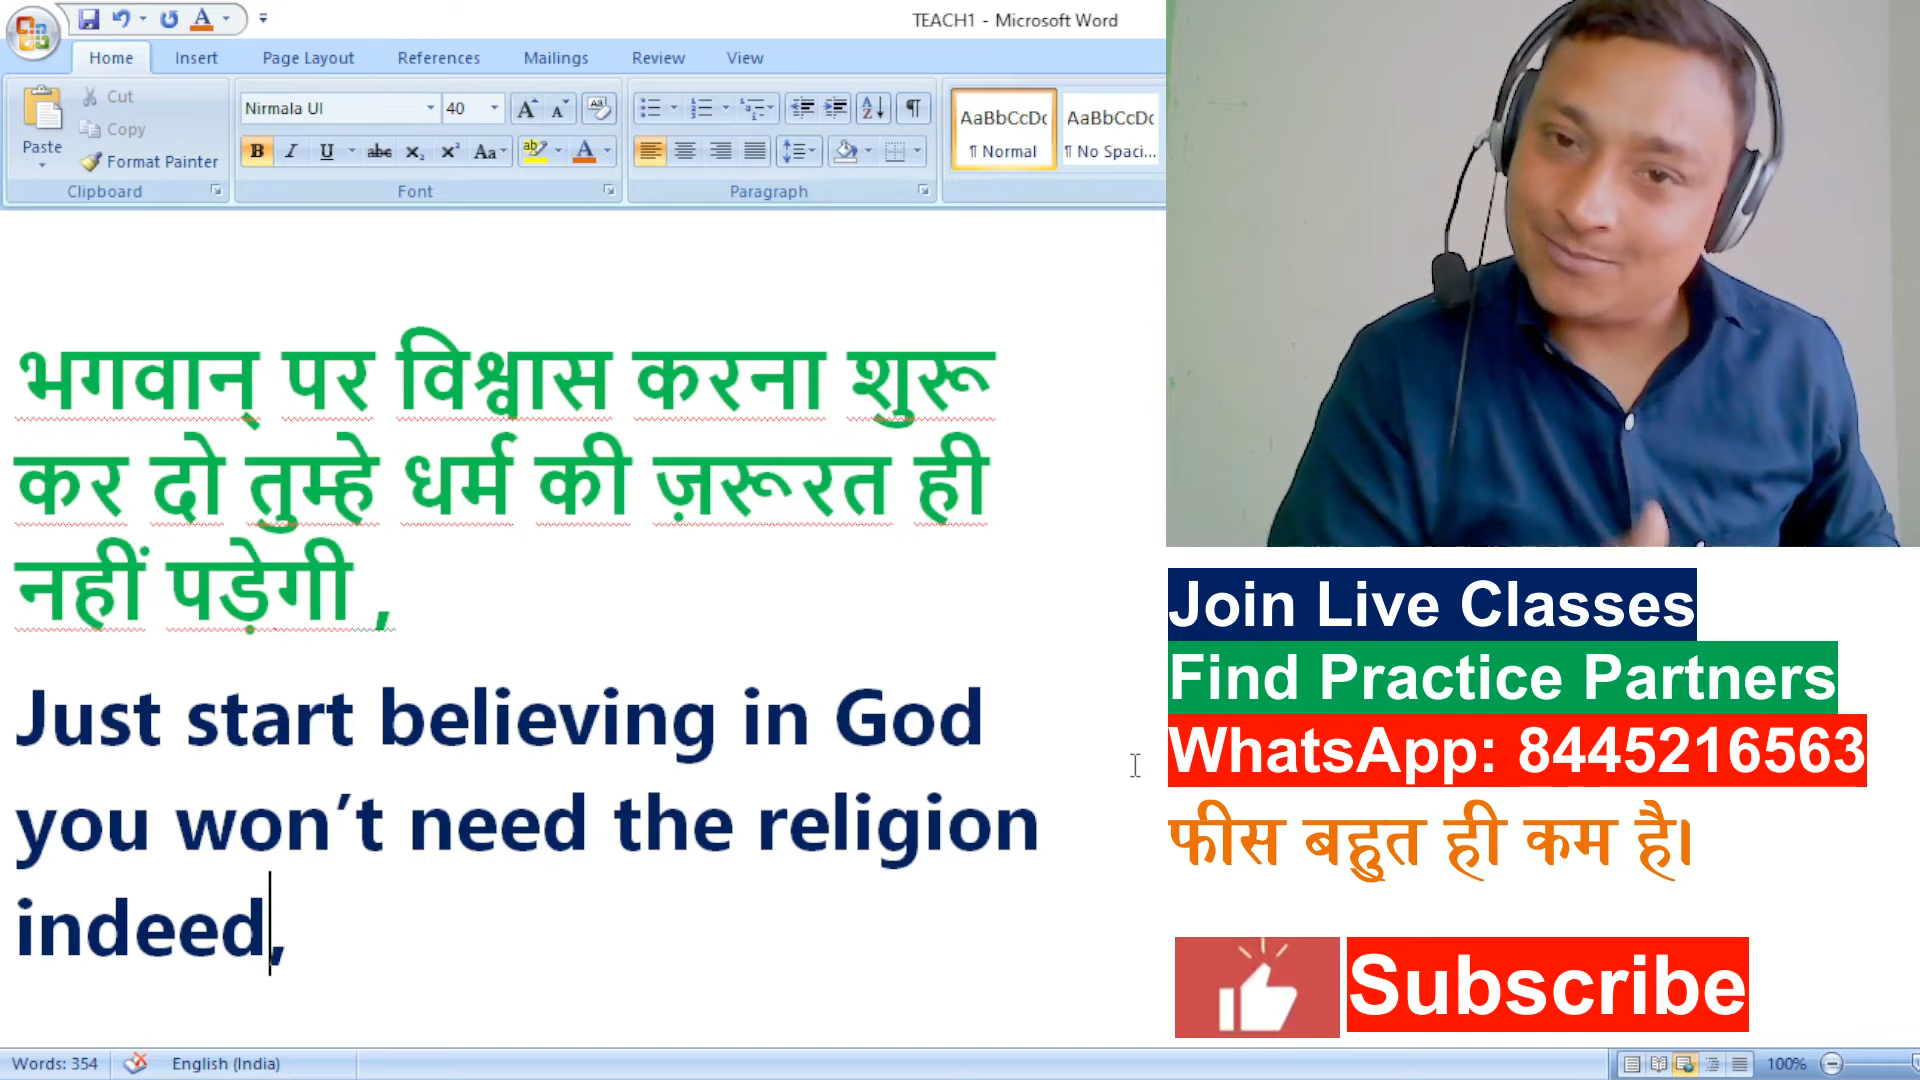 TEACH1 - Microsoft Word
Home Insert Page Layout References Mailings Review View
Paste
Cut
Copy
Format Painter
Clipboard
Nirmala UI 40
Font
Paragraph
AaBbCcDc AaBbCcDc
¶ Normal ¶ No Spaci...
भगवान् पर विश्वास करना शुरू
कर दो तुम्हे धर्म की ज़रूरत ही
नहीं पड़ेगी ,
Just start believing in God
you won’t need the religion
indeed,
Join Live Classes
Find Practice Partners
WhatsApp: 8445216563
फीस बहुत ही कम है।
Subscribe
Words: 354 English (India) 100%